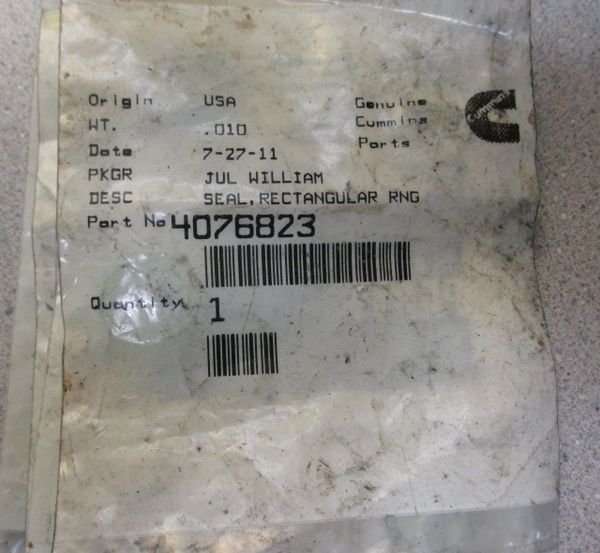 Origin USA Genuine
WT. .010 Cummins
Date 7-27-11 Parts
PKGR JUL WILLIAM
DESC SEAL,RECTANGULAR RNG
Part No 4076823
Quantity 1
Cummins